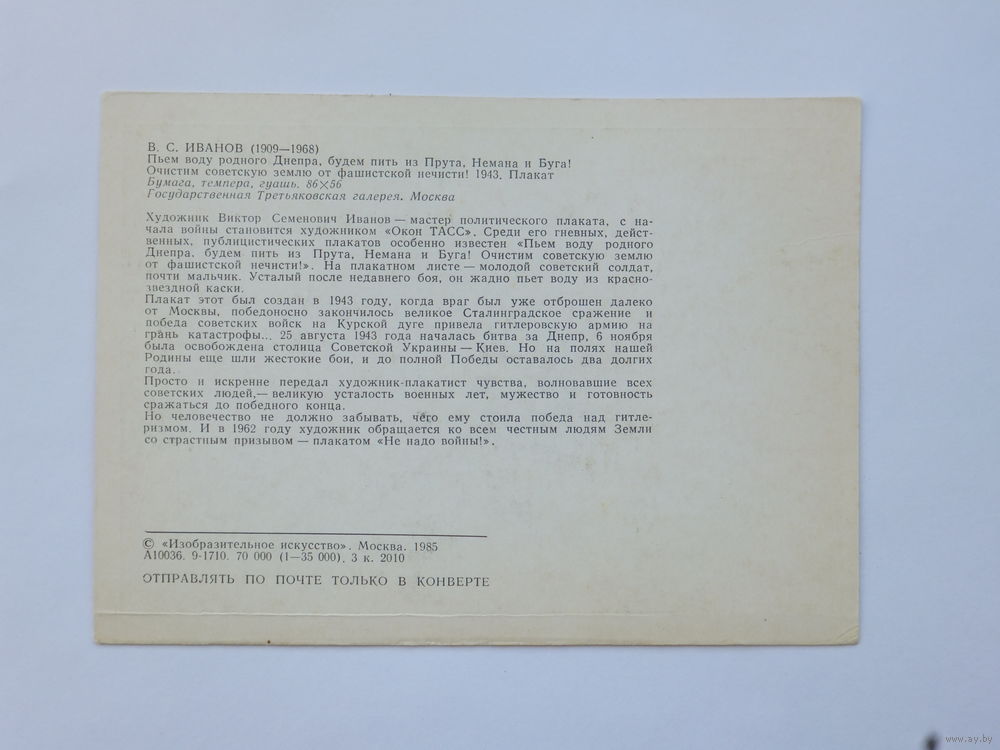 В. С. ИВАНОВ (1909—1968)
Пьем воду родного Днепра, будем пить из Прута, Немана и Буга!
Очистим советскую землю от фашистской нечисти! 1943. Плакат
Бумага, темпера, гуашь. 86×56
Государственная Третьяковская галерея. Москва
Художник Виктор Семенович Иванов — мастер политического плаката, с на-
чала войны становится художником «Окон ТАСС». Среди его гневных, дейст-
венных, публицистических плакатов особенно известен «Пьем воду родного
Днепра, будем пить из Прута, Немана и Буга! Очистим советскую землю
от фашистской нечисти!». На плакатном листе — молодой советский солдат,
почти мальчик. Усталый после недавнего боя, он жадно пьет воду из красно-
звездной каски.
Плакат этот был создан в 1943 году, когда враг был уже отброшен далеко
от Москвы, победоносно закончилось великое Сталинградское сражение и
победа советских войск на Курской дуге привела гитлеровскую армию на
грань катастрофы... 25 августа 1943 года началась битва за Днепр, 6 ноября
была освобождена столица Советской Украины — Киев. Но на полях нашей
Родины еще шли жестокие бои, и до полной Победы оставалось два долгих
года.
Просто и искренне передал художник-плакатист чувства, волновавшие всех
советских людей,— великую усталость военных лет, мужество и готовность
сражаться до победного конца.
Но человечество не должно забывать, чего ему стоила победа над гитле-
ризмом. И в 1962 году художник обращается ко всем честным людям Земли
со страстным призывом — плакатом «Не надо войны!».
© «Изобразительное искусство». Москва. 1985
А10036. 9-1710. 70 000 (1—35 000). 3 к. 2010
ОТПРАВЛЯТЬ ПО ПОЧТЕ ТОЛЬКО В КОНВЕРТЕ
www.ay.by